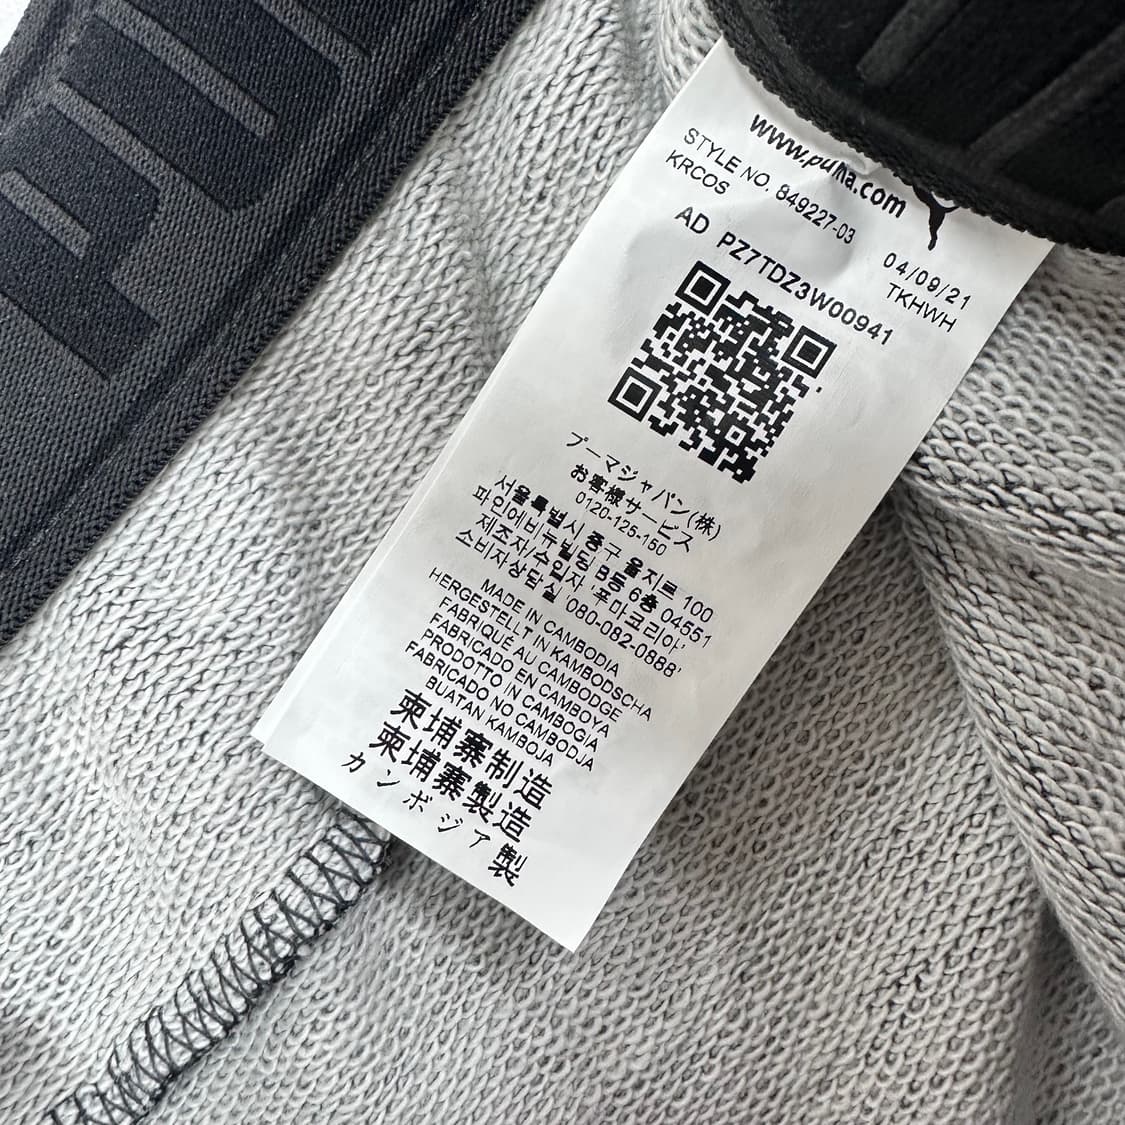 www.puma.com
STYLE NO. 849227-03
KRCOS
04/09/21
TKHWH
AD PZ7TDZ3W00941
プーマジャパン(株)
お客様サービス
0120-125-150
서울특별시 중구 을지로 100
파인에비뉴빌딩 B동 6층 04551
제조자/수입자 '푸마코리아'
소비자상담실 '080-082-0888'
MADE IN CAMBODIA
HERGESTELLT IN KAMBODSCHA
FABRIQUÉ AU CAMBODGE
FABRICADO EN CAMBOYA
PRODOTTO IN CAMBOGIA
FABRICADO NO CAMBODJA
BUATAN KAMBOJA
柬埔寨制造
柬埔寨製造
カンボジア製